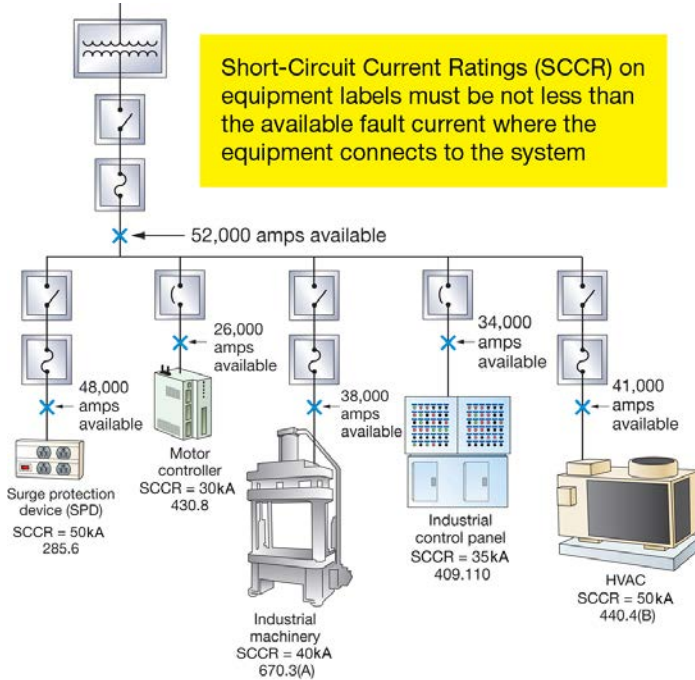 Short-Circuit Current Ratings (SCCR) on
equipment labels must be not less than
the available fault current where the
equipment connects to the system
52,000 amps available
48,000
amps
available
Surge protection
device (SPD)
SCCR = 50kA
285.6
26,000
amps
available
Motor
controller
SCCR = 30kA
430.8
38,000
amps
available
Industrial
machinery
SCCR = 40kA
670.3(A)
34,000
amps
available
Industrial
control panel
SCCR = 35kA
409.110
41,000
amps
available
HVAC
SCCR = 50kA
440.4(B)